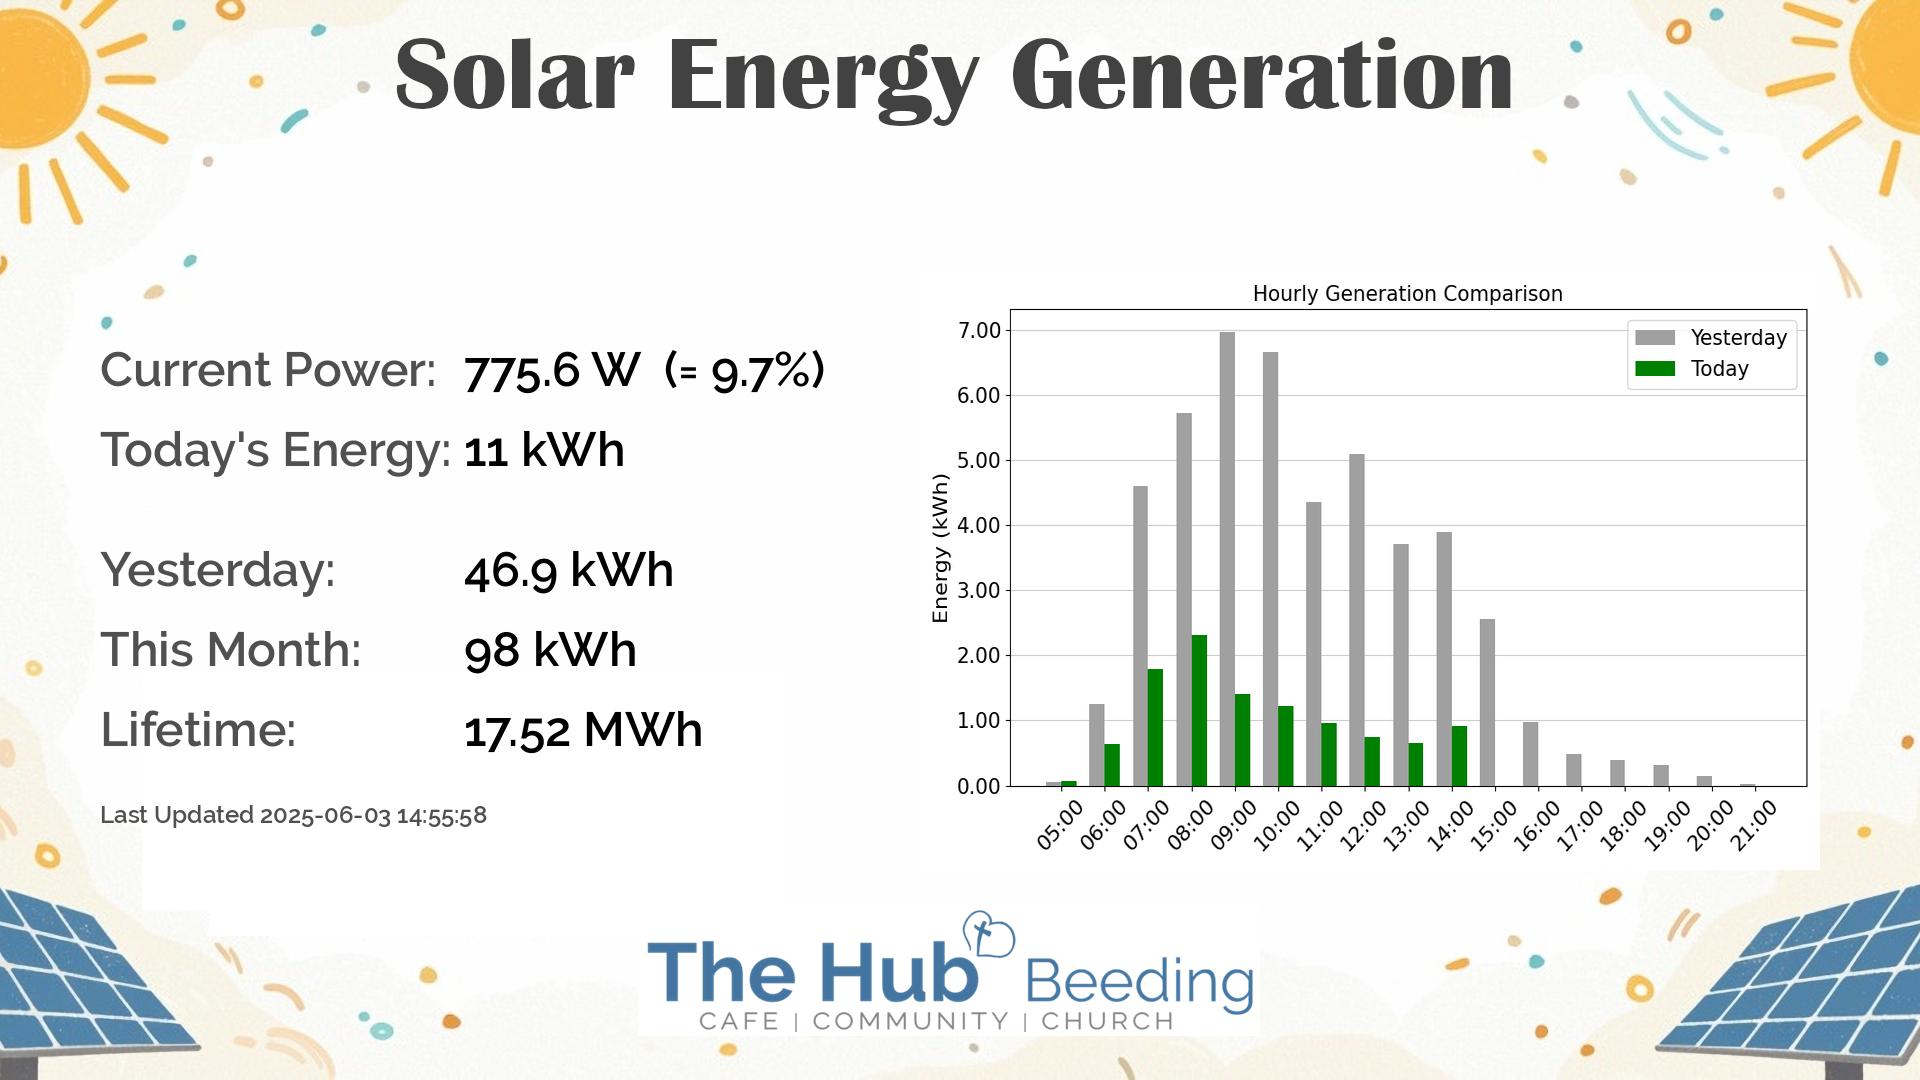 Solar Energy Generation
Current Power: 775.6 W (= 9.7%)
Today's Energy: 11 kWh
Yesterday: 46.9 kWh
This Month: 98 kWh
Lifetime: 17.52 MWh
Last Updated 2025-06-03 14:55:58
Hourly Generation Comparison
Yesterday
Today
Energy (kWh)
7.00
6.00
5.00
4.00
3.00
2.00
1.00
0.00
05:00 06:00 07:00 08:00 09:00 10:00 11:00 12:00 13:00 14:00 15:00 16:00 17:00 18:00 19:00 20:00 21:00
The Hub Beeding
CAFE | COMMUNITY | CHURCH